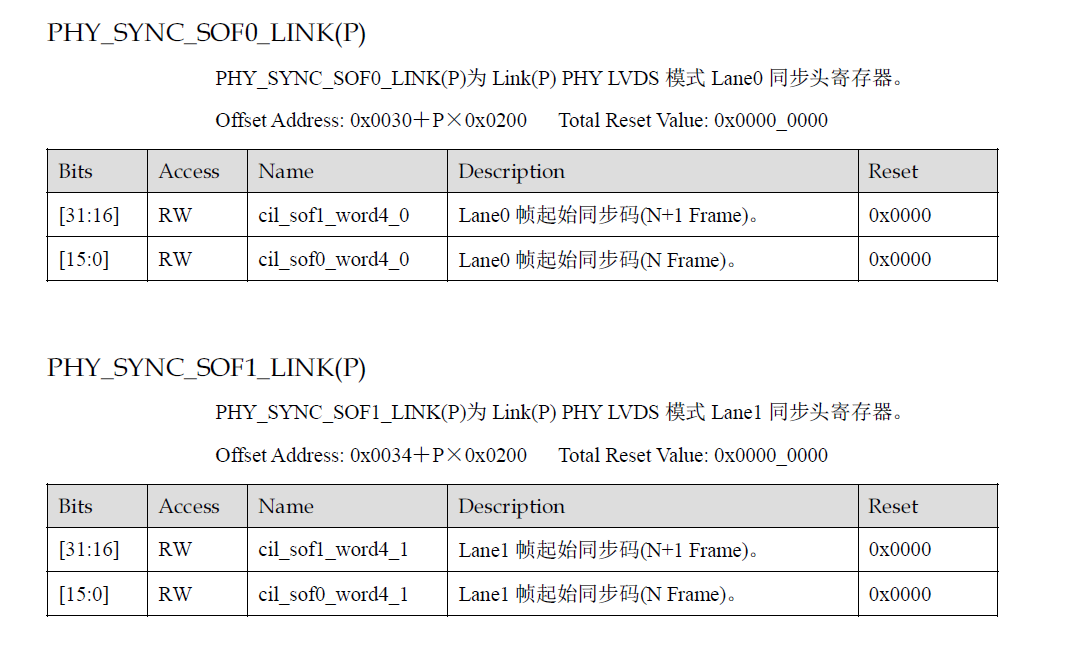 PHY_SYNC_SOF0_LINK(P)
PHY_SYNC_SOF0_LINK(P)为 Link(P) PHY LVDS 模式 Lane0 同步头寄存器。
Offset Address: 0x0030＋P×0x0200 Total Reset Value: 0x0000_0000
Bits Access Name Description Reset
[31:16] RW cil_sof1_word4_0 Lane0 帧起始同步码(N+1 Frame)。 0x0000
[15:0] RW cil_sof0_word4_0 Lane0 帧起始同步码(N Frame)。 0x0000
PHY_SYNC_SOF1_LINK(P)
PHY_SYNC_SOF1_LINK(P)为 Link(P) PHY LVDS 模式 Lane1 同步头寄存器。
Offset Address: 0x0034＋P×0x0200 Total Reset Value: 0x0000_0000
Bits Access Name Description Reset
[31:16] RW cil_sof1_word4_1 Lane1 帧起始同步码(N+1 Frame)。 0x0000
[15:0] RW cil_sof0_word4_1 Lane1 帧起始同步码(N Frame)。 0x0000